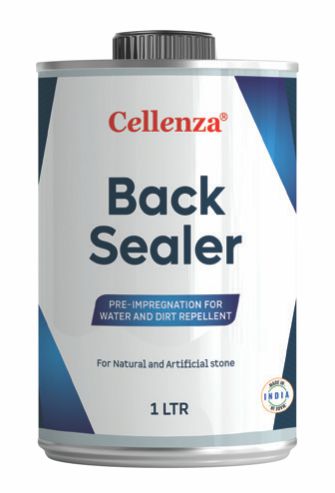 Cellenza®
Back
Sealer
PRE-IMPREGNATION FOR
WATER AND DIRT REPELLENT
For Natural and Artificial stone
MADE IN
INDIA
1 LTR